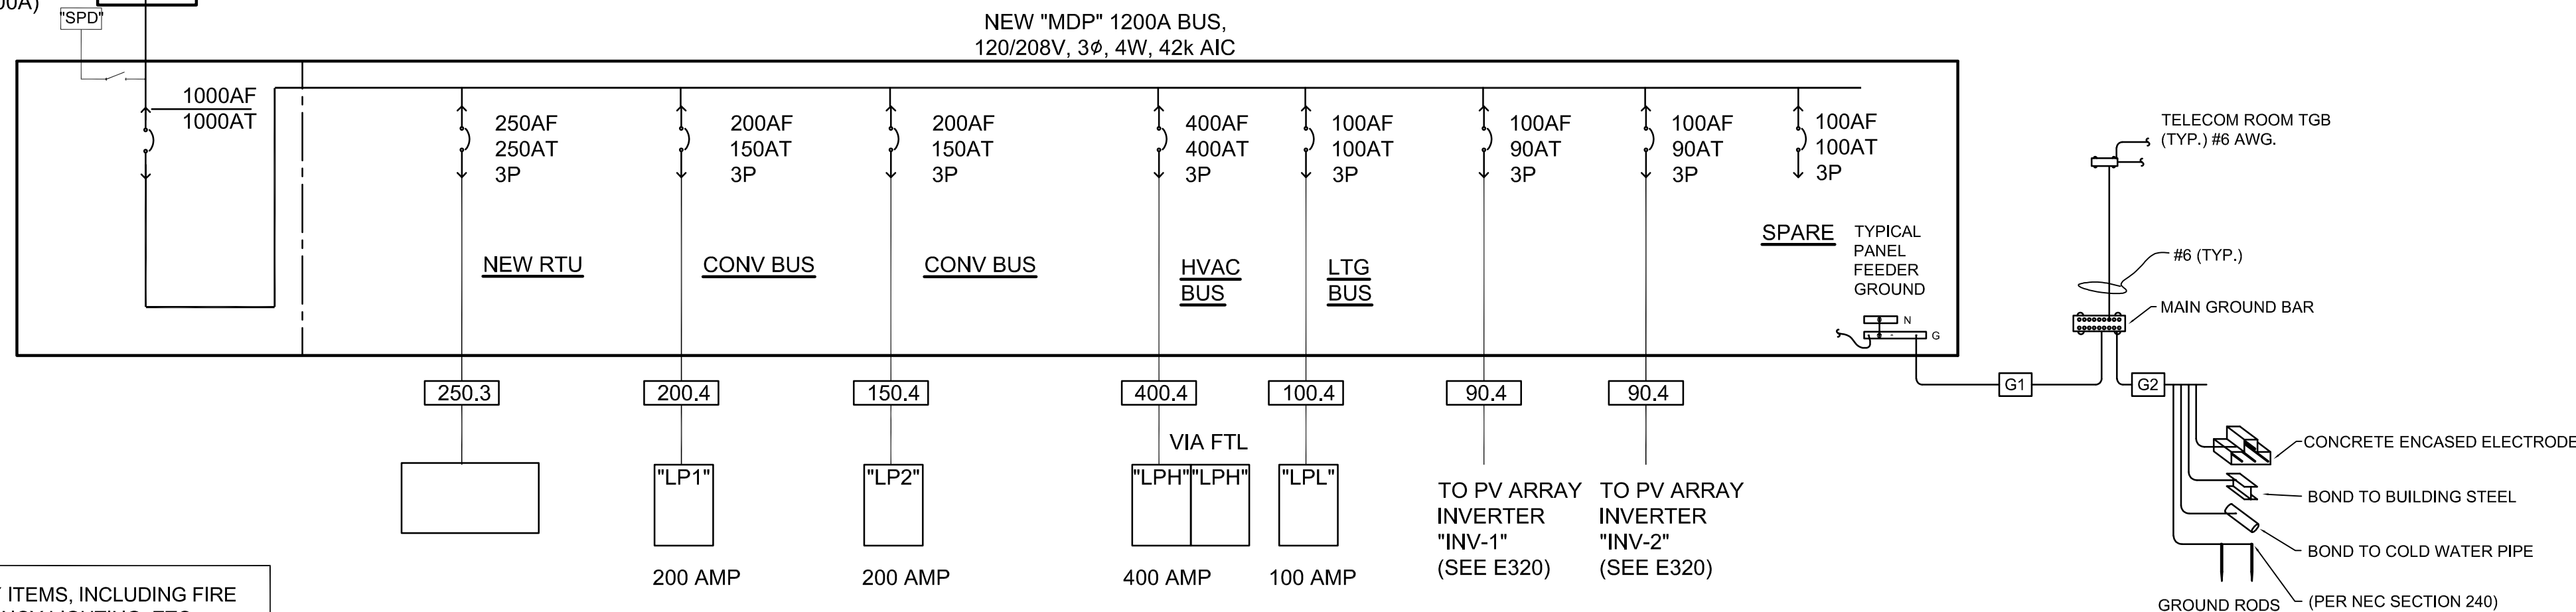 00A)
"SPD"
NEW "MDP" 1200A BUS,
120/208V, 3ø, 4W, 42k AIC
1000AF
1000AT
250AF
250AT
3P
200AF
150AT
3P
200AF
150AT
3P
400AF
400AT
3P
100AF
100AT
3P
100AF
90AT
3P
100AF
90AT
3P
100AF
100AT
3P
NEW RTU
CONV BUS
CONV BUS
HVAC
BUS
LTG
BUS
SPARE
TYPICAL
PANEL
FEEDER
GROUND
N
G
TELECOM ROOM TGB
(TYP.) #6 AWG.
#6 (TYP.)
MAIN GROUND BAR
250.3
200.4
150.4
400.4
100.4
90.4
90.4
G1
G2
VIA FTL
"LP1"
"LP2"
"LPH"
"LPH"
"LPL"
200 AMP
200 AMP
400 AMP
100 AMP
TO PV ARRAY
INVERTER
"INV-1"
(SEE E320)
TO PV ARRAY
INVERTER
"INV-2"
(SEE E320)
CONCRETE ENCASED ELECTRODE
BOND TO BUILDING STEEL
BOND TO COLD WATER PIPE
GROUND RODS
(PER NEC SECTION 240)
ITEMS, INCLUDING FIRE